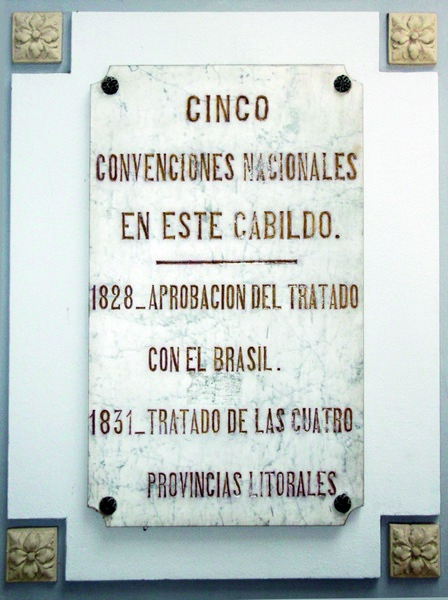 CINCO
CONVENCIONES NACIONALES
EN ESTE CABILDO.
1828_APROBACION DEL TRATADO
CON EL BRASIL.
1831_TRATADO DE LAS CUATRO
PROVINCIAS LITORALES